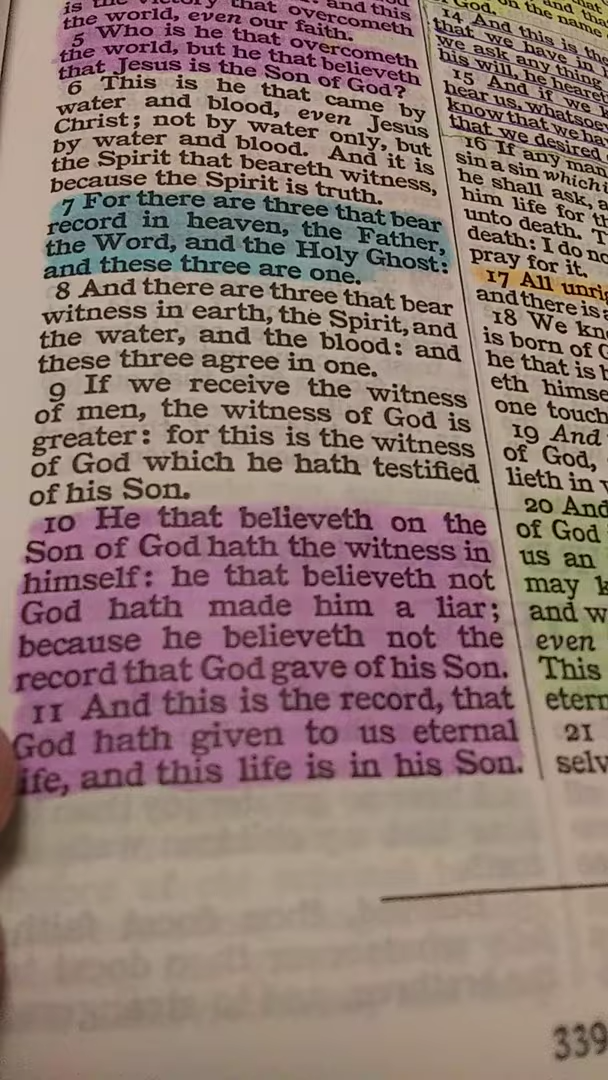 is the victory that overcometh
the world, even our faith.
5 Who is he that overcometh
the world, but he that believeth
that Jesus is the Son of God?
6 This is he that came by
water and blood, even Jesus
Christ; not by water only, but
by water and blood. And it is
the Spirit that beareth witness,
because the Spirit is truth.
7 For there are three that bear
record in heaven, the Father,
the Word, and the Holy Ghost:
and these three are one.
8 And there are three that bear
witness in earth, the Spirit, and
the water, and the blood: and
these three agree in one.
9 If we receive the witness
of men, the witness of God is
greater: for this is the witness
of God which he hath testified
of his Son.
10 He that believeth on the
Son of God hath the witness in
himself: he that believeth not
God hath made him a liar;
because he believeth not the
record that God gave of his Son.
11 And this is the record, that
God hath given to us eternal
ife, and this life is in his Son.
on the name
God,
14 And this is the
that we have in
we ask any thing
his will, he heareth
15 And if we
hear us, whatsoe
know that we ha
that we desired
16 If any man
sin a sin which
he shall ask, a
him life for th
unto death. T
death: I do no
pray for it.
17 All unri
and there is a
18 We kn
is born of G
he that is b
eth himse
one touch
19 And
of God,
lieth in
20 And
of God
us an
may k
and w
even
This
etern
21
selv
339